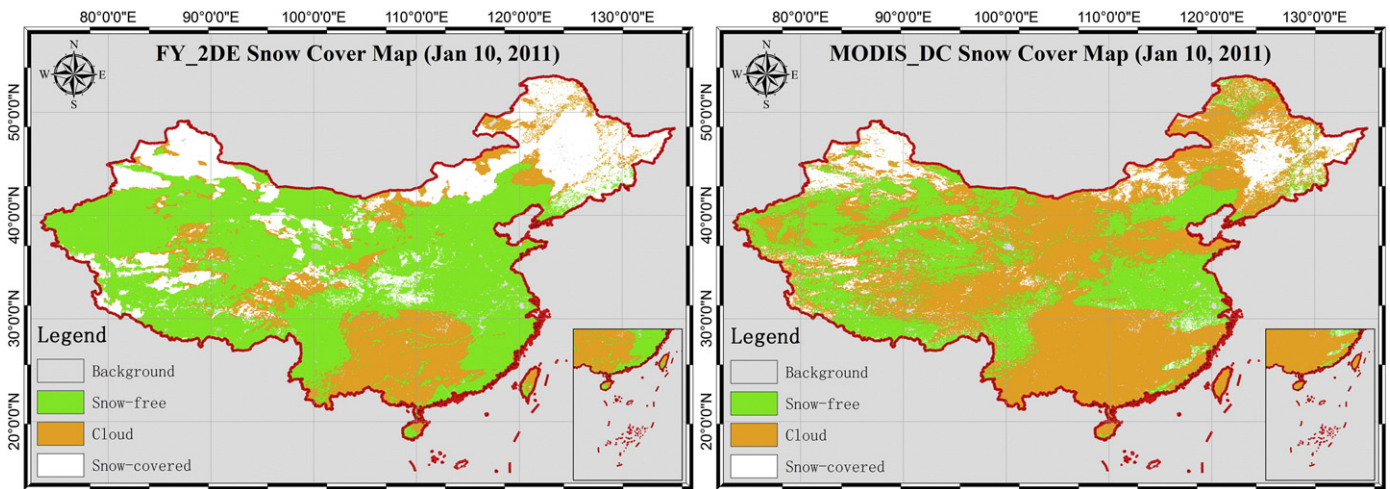 80°0'0"E 90°0'0"E 100°0'0"E 110°0'0"E 120°0'0"E 130°0'0"E
FY_2DE Snow Cover Map (Jan 10, 2011)
N
W E
S
50°0'0"N
40°0'0"N
30°0'0"N
20°0'0"N
Legend
Background
Snow-free
Cloud
Snow-covered
80°0'0"E 90°0'0"E 100°0'0"E 110°0'0"E 120°0'0"E 130°0'0"E
MODIS_DC Snow Cover Map (Jan 10, 2011)
N
W E
S
50°0'0"N
40°0'0"N
30°0'0"N
20°0'0"N
Legend
Background
Snow-free
Cloud
Snow-covered